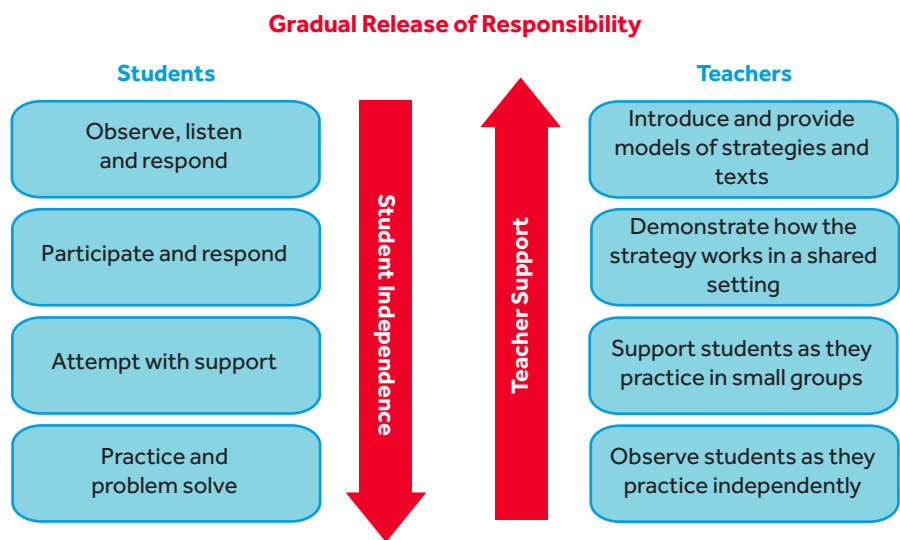 Gradual Release of Responsibility
Students
Observe, listen
and respond
Participate and respond
Attempt with support
Practice and
problem solve
Student Independence
Teacher Support
Teachers
Introduce and provide
models of strategies and
texts
Demonstrate how the
strategy works in a shared
setting
Support students as they
practice in small groups
Observe students as they
practice independently